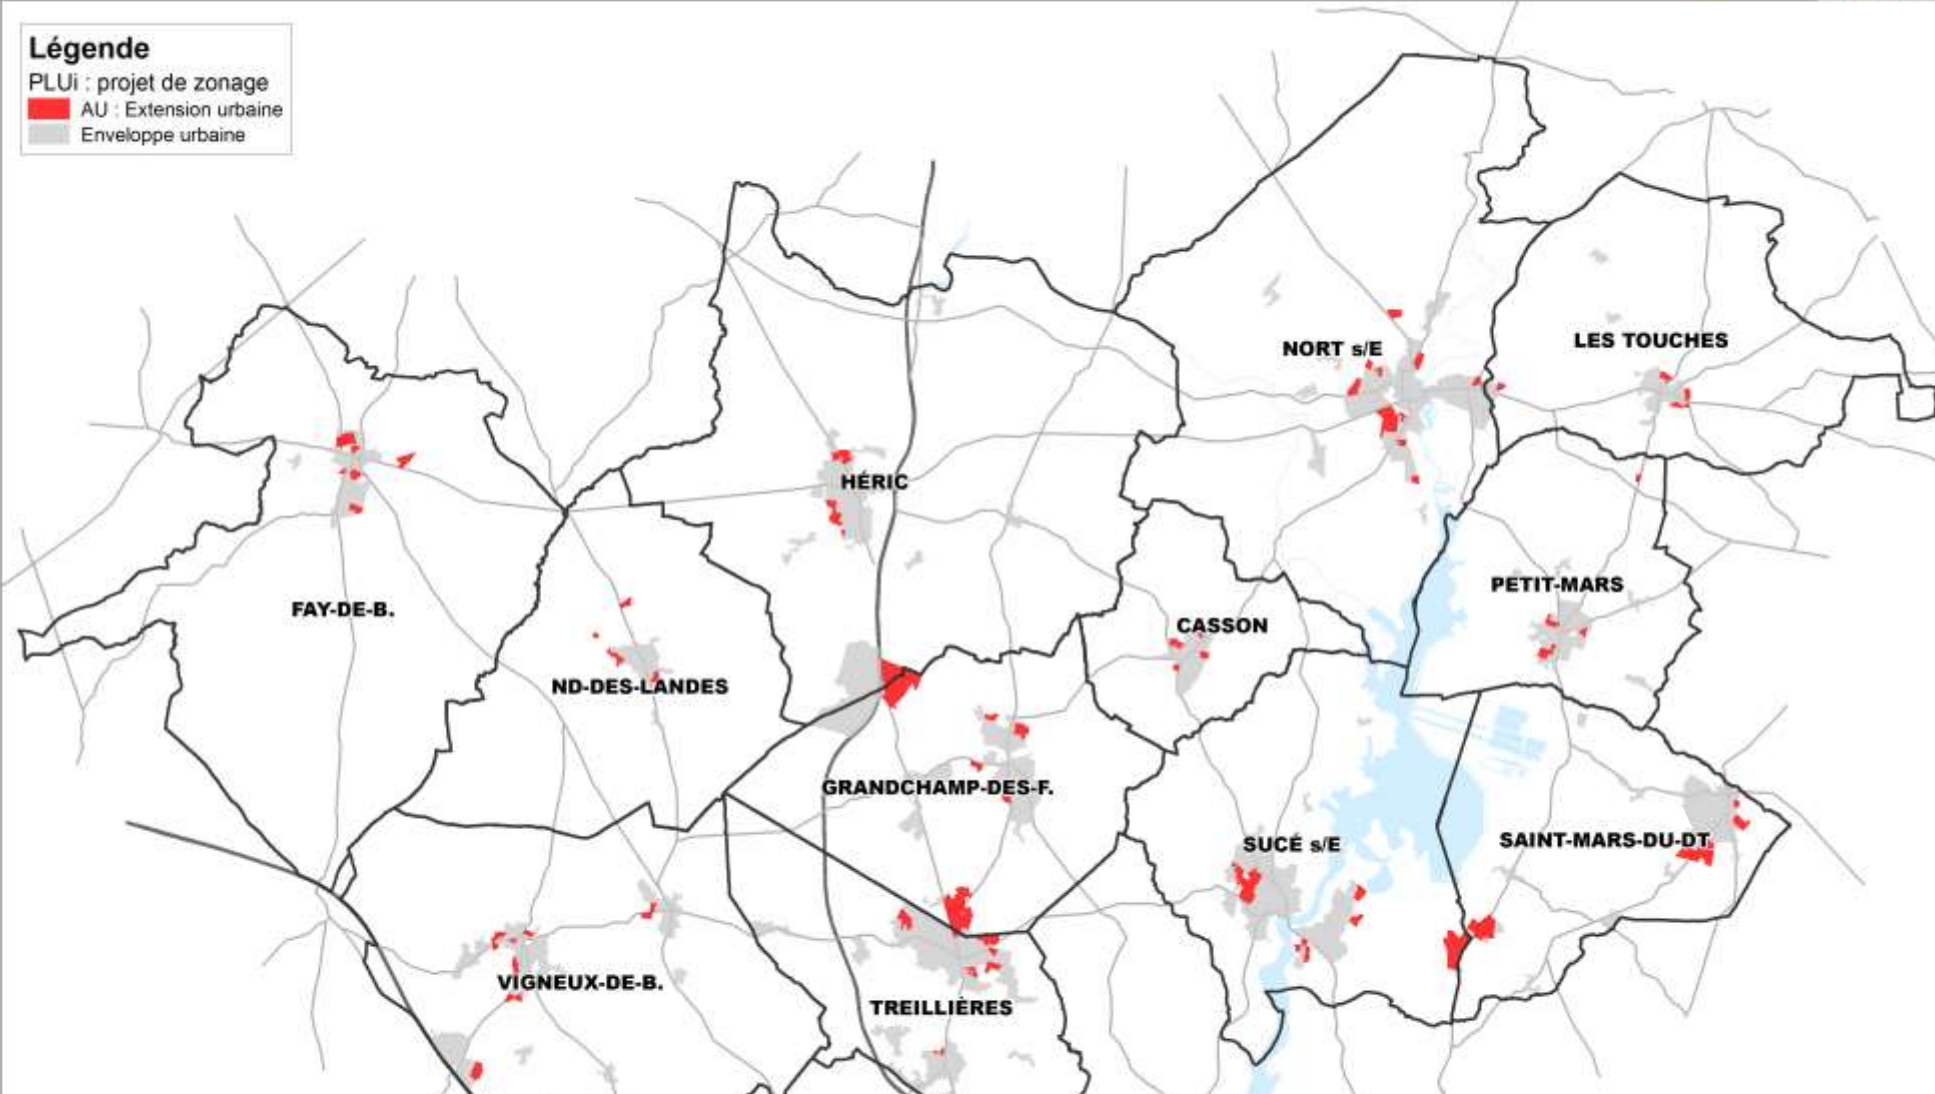 Légende
PLUi : projet de zonage
AU : Extension urbaine
Enveloppe urbaine
NORT s/E
LES TOUCHES
HÉRIC
FAY-DE-B.
PETIT-MARS
CASSON
ND-DES-LANDES
GRANDCHAMP-DES-F.
SUCÉ s/E
SAINT-MARS-DU-DT
VIGNEUX-DE-B.
TREILLIÈRES